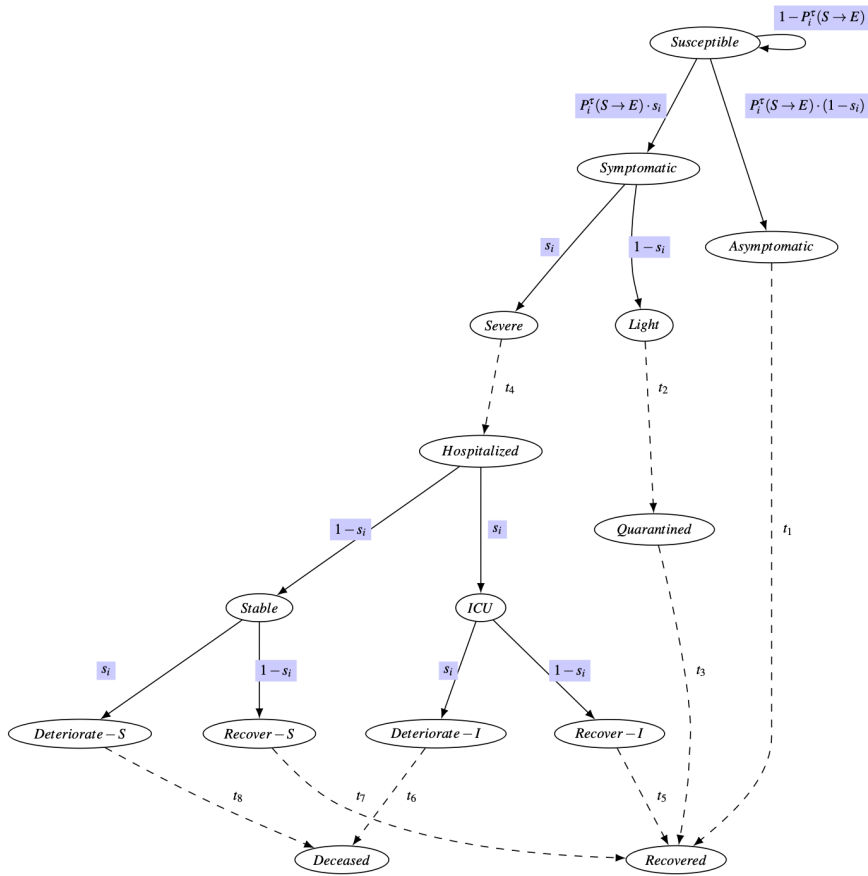 1 − P_i^τ(S → E)
Susceptible
P_i^τ(S → E) · s_i
P_i^τ(S → E) · (1 − s_i)
Symptomatic
s_i
1 − s_i
Asymptomatic
Severe
Light
t_4
t_2
Hospitalized
1 − s_i
s_i
Quarantined
t_1
Stable
ICU
s_i
1 − s_i
s_i
1 − s_i
t_3
Deteriorate − S
Recover − S
Deteriorate − I
Recover − I
t_8
t_7
t_6
t_5
Deceased
Recovered